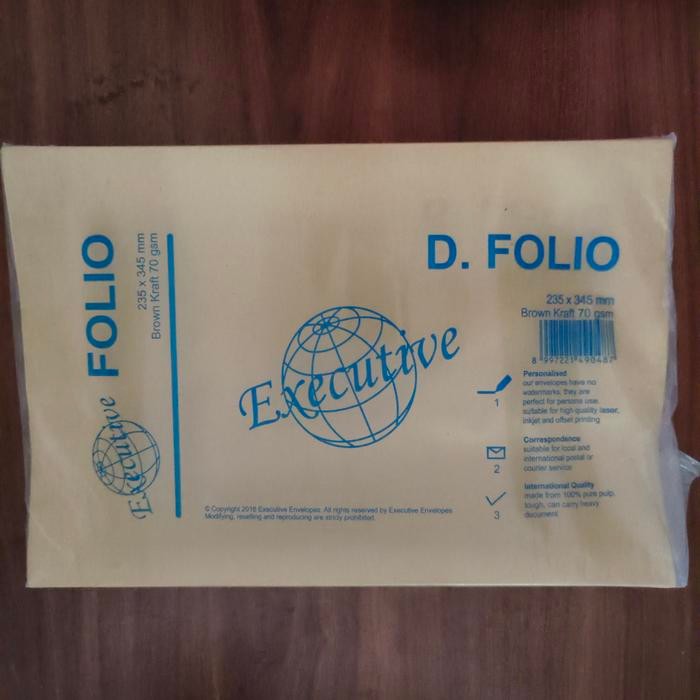 FOLIO
235 x 345 mm
Brown Kraft 70 gsm
Executive
D. FOLIO
235 x 345 mm
Brown Kraft 70 gsm
8 997221 490487
Executive
Personalised
our envelopes have no
watermarks, they are
perfect for persona use,
suitable for high quality laser,
inkjet and offset printing
1
Correspondence
suitable for local and
international postal or
courier service
2
International Quality
made from 100% pure pulp,
tough, can carry heavy
document
3
© Copyright 2018 Executive Envelopes. All rights reserved by Executive Envelopes
Modifying, reselling and reproducing are strictly prohibited.